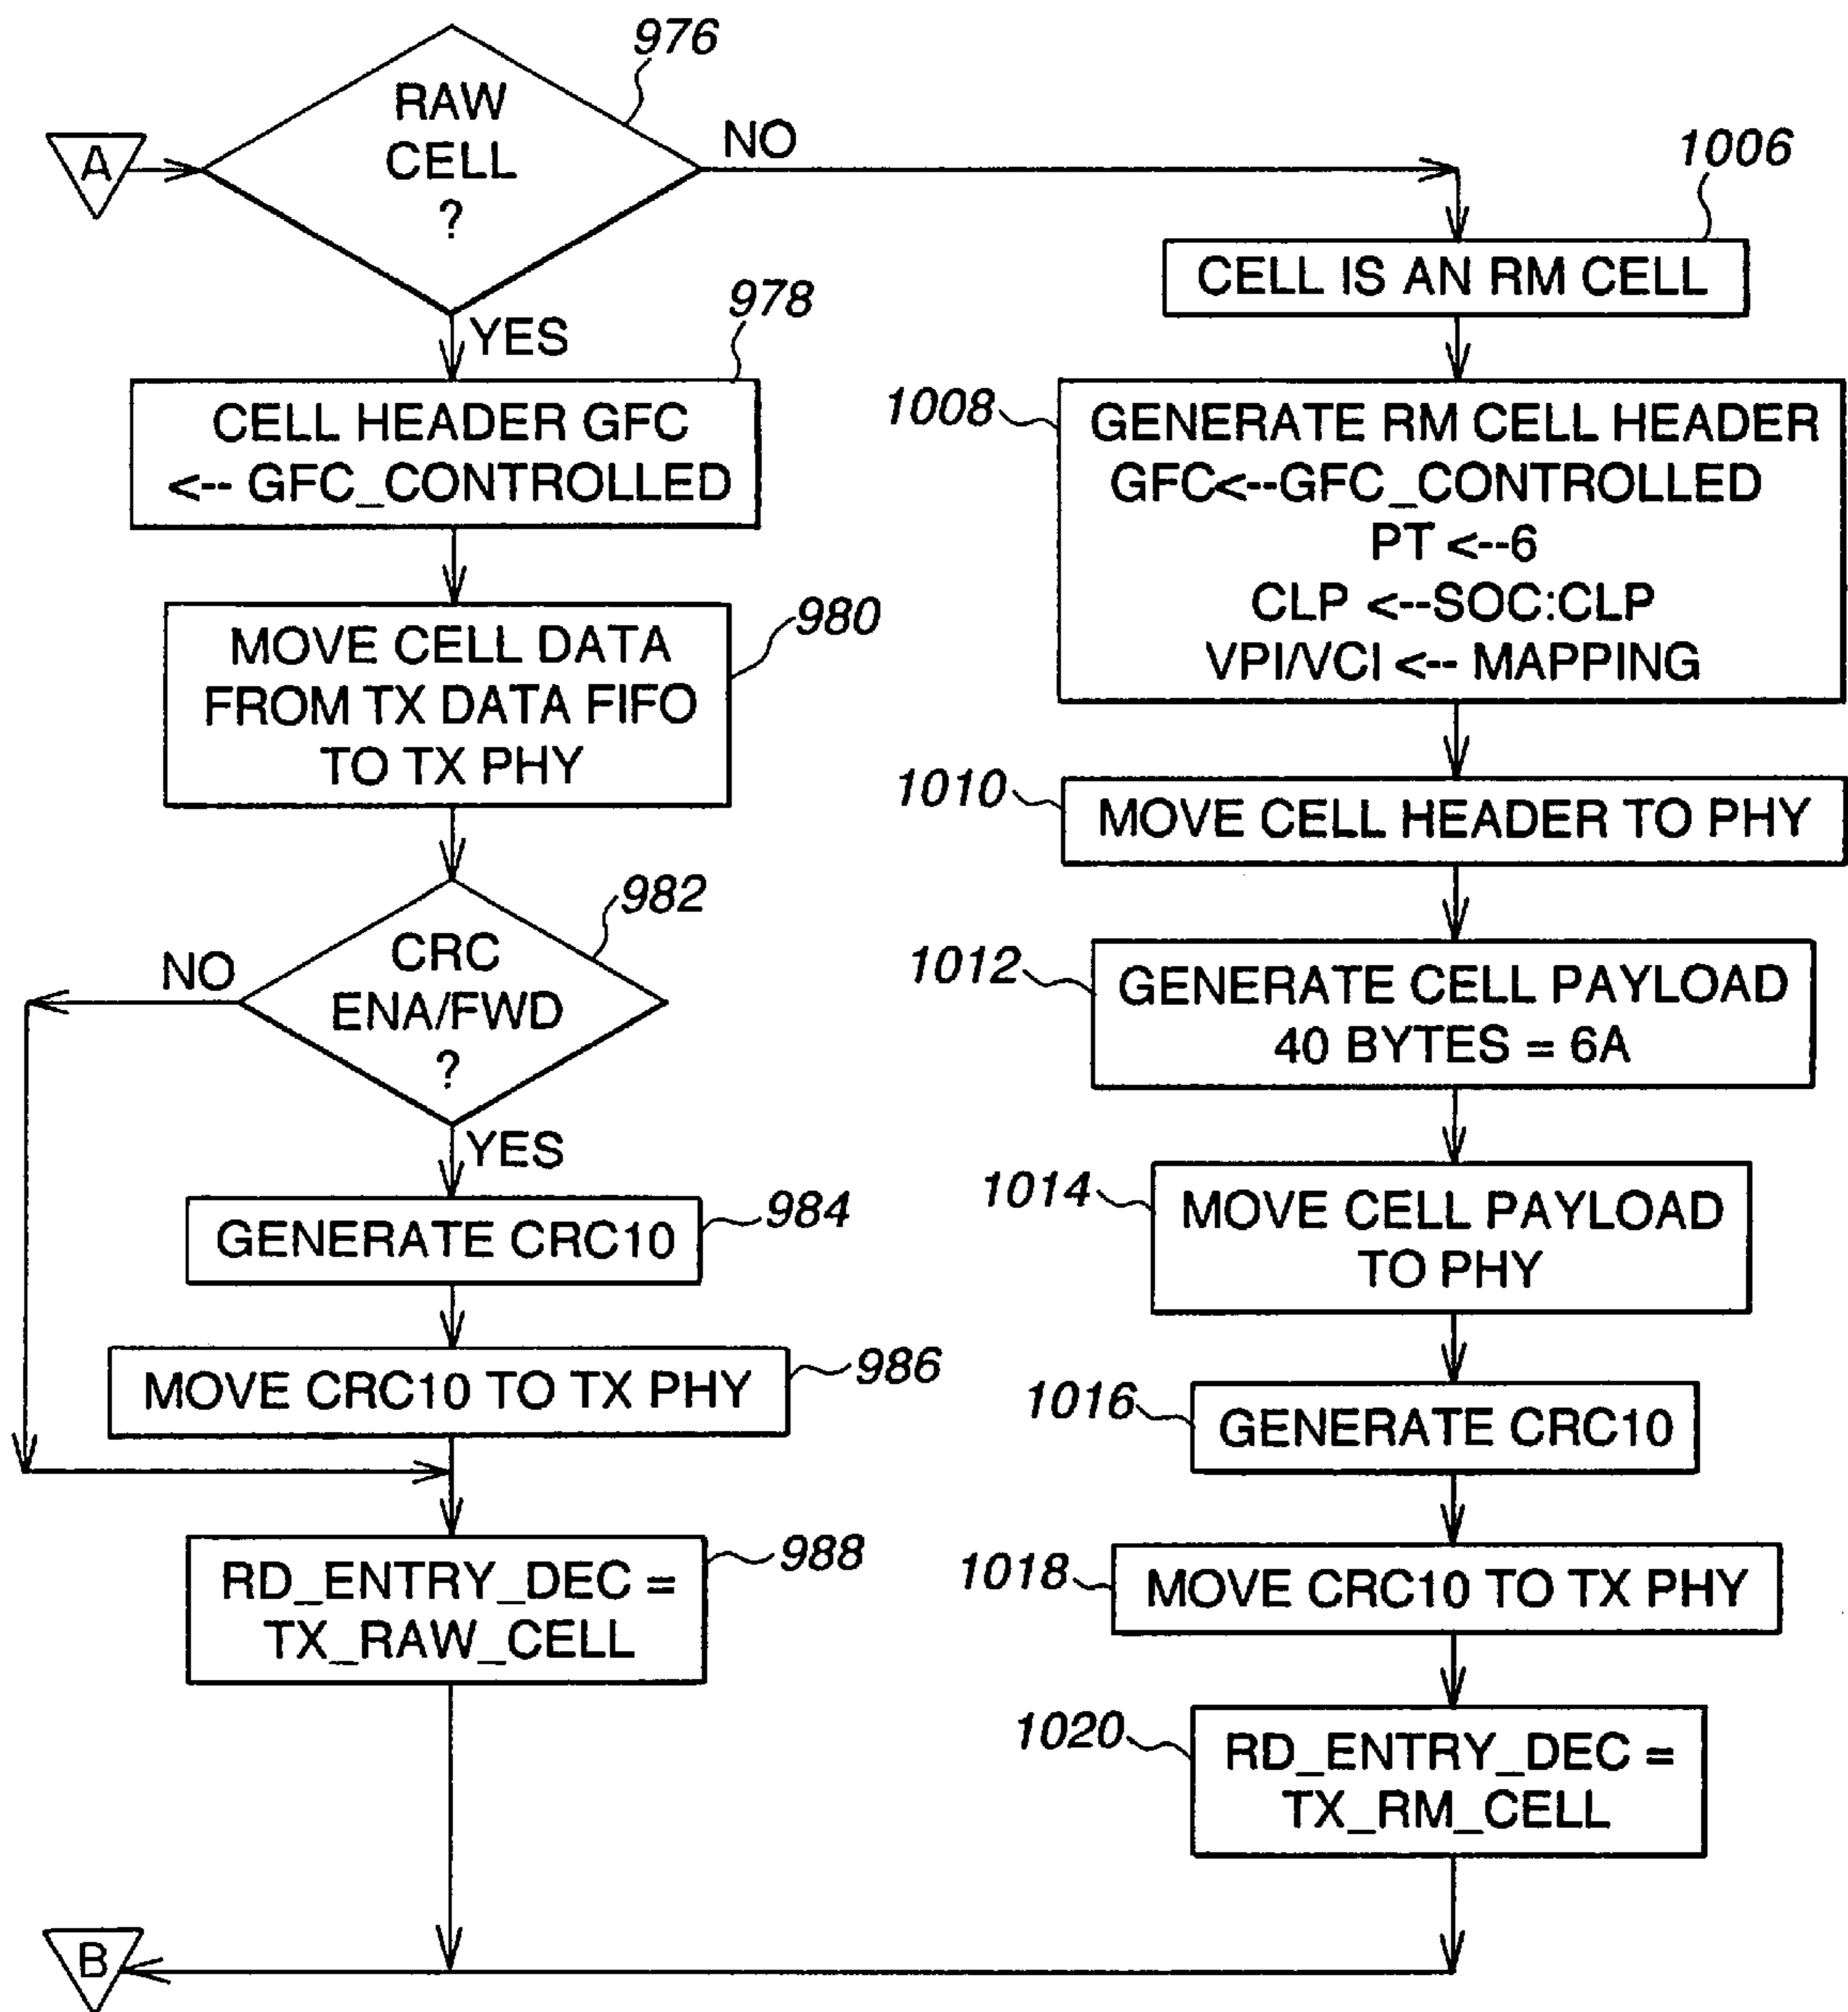 A
RAW
CELL
?
976
NO
YES
978
CELL HEADER GFC
<-- GFC_CONTROLLED
980
MOVE CELL DATA
FROM TX DATA FIFO
TO TX PHY
982
CRC
ENA/FWD
?
NO
YES
GENERATE CRC10
984
MOVE CRC10 TO TX PHY
986
RD_ENTRY_DEC =
TX_RAW_CELL
988
1006
CELL IS AN RM CELL
1008
GENERATE RM CELL HEADER
GFC<--GFC_CONTROLLED
PT <--6
CLP <--SOC:CLP
VPI/VCI <-- MAPPING
1010
MOVE CELL HEADER TO PHY
1012
GENERATE CELL PAYLOAD
40 BYTES = 6A
1014
MOVE CELL PAYLOAD
TO PHY
1016
GENERATE CRC10
1018
MOVE CRC10 TO TX PHY
1020
RD_ENTRY_DEC =
TX_RM_CELL
B